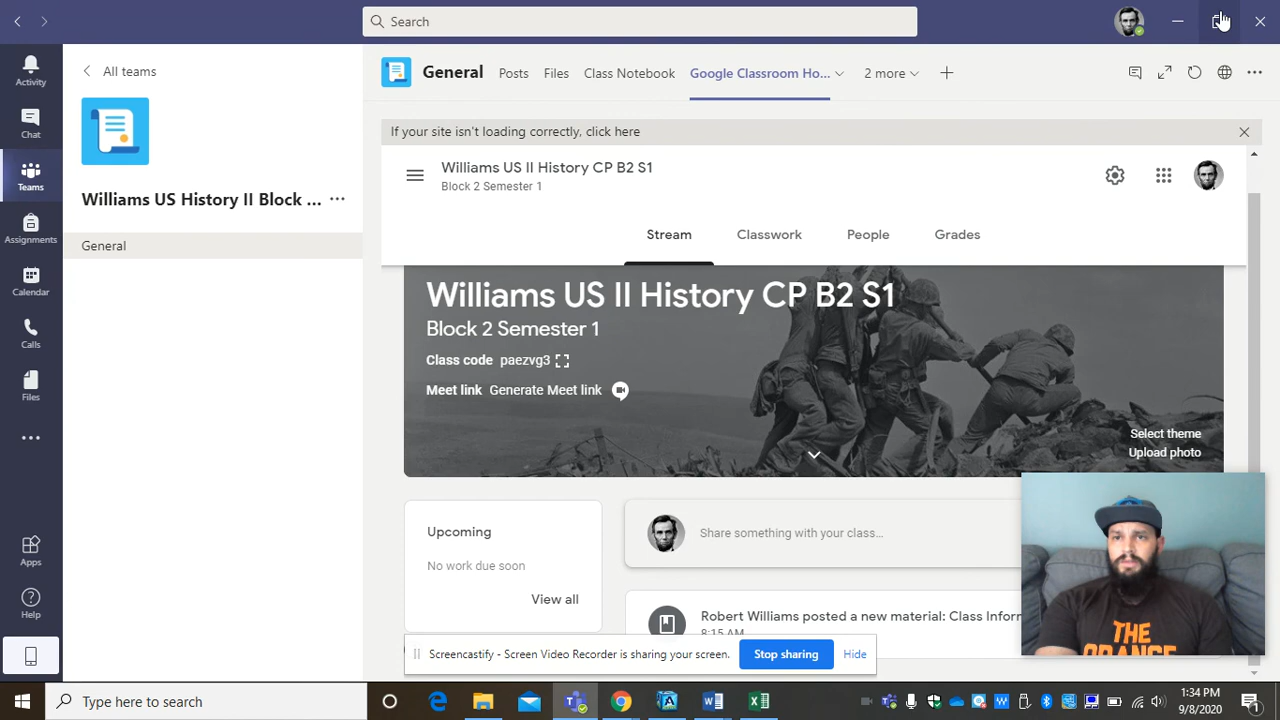 Search
Activity
Chat
Teams
Assignments
Calendar
Calls
Files
Apps
Help
All teams
Williams US History II Block ...
General
General
Posts
Files
Class Notebook
Google Classroom Ho...
2 more
If your site isn't loading correctly, click here
Williams US II History CP B2 S1
Block 2 Semester 1
Stream
Classwork
People
Grades
Williams US II History CP B2 S1
Block 2 Semester 1
Class code paezvg3
Meet link Generate Meet link
Select theme
Upload photo
Upcoming
No work due soon
View all
Share something with your class...
Robert Williams posted a new material: Class Inforn
8:15 AM
THE
ORANGE
Screencastify - Screen Video Recorder is sharing your screen.
Stop sharing
Hide
Type here to search
1:34 PM
9/8/2020